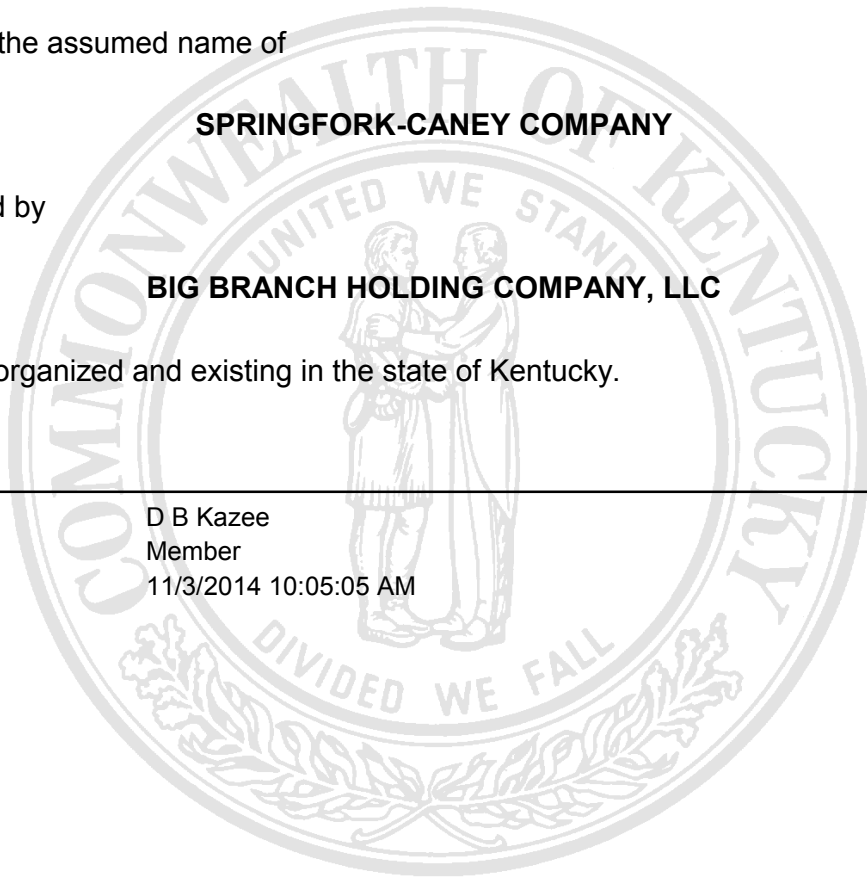 the assumed name of
SPRINGFORK-CANEY COMPANY
d by
BIG BRANCH HOLDING COMPANY, LLC
organized and existing in the state of Kentucky.
D B Kazee
Member
11/3/2014 10:05:05 AM
COMMONWEALTH OF KENTUCKY
UNITED WE STAND
DIVIDED WE FALL